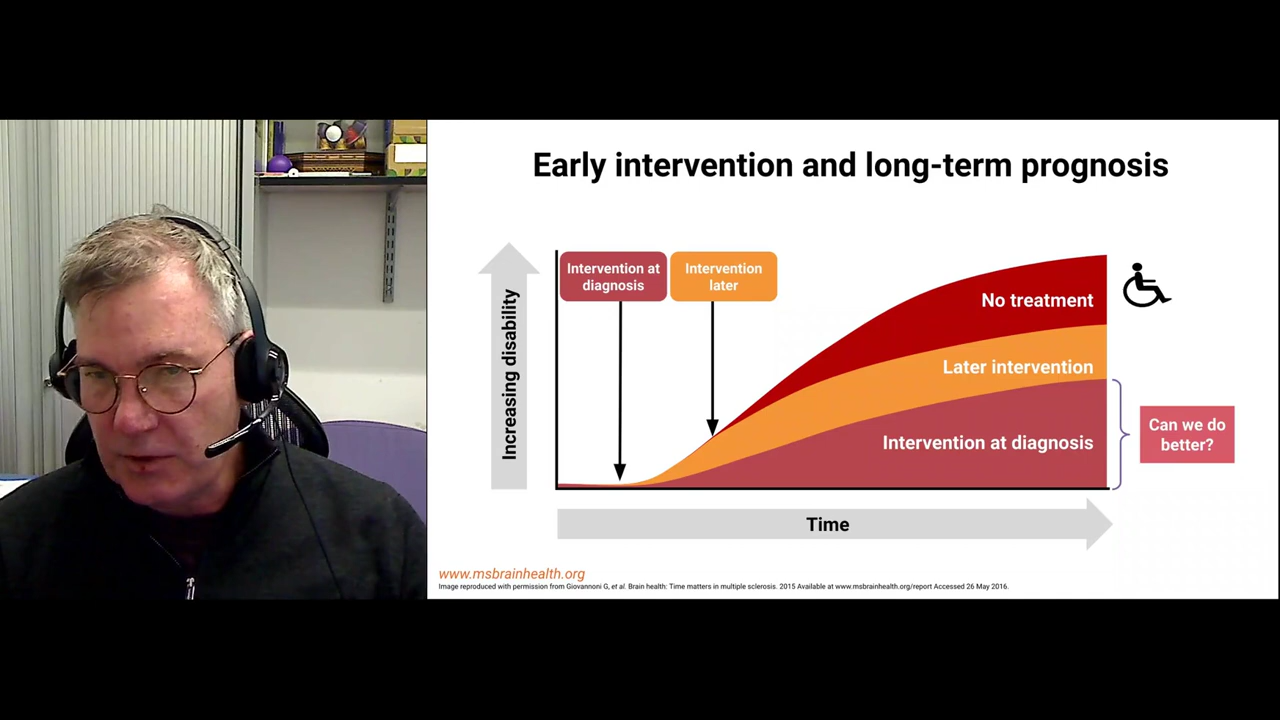 Early intervention and long-term prognosis
Intervention at
diagnosis
Intervention
later
Increasing disability
No treatment
Later intervention
Intervention at diagnosis
Can we do
better?
Time
www.msbrainhealth.org
Image reproduced with permission from Giovannoni G, et al. Brain health: Time matters in multiple sclerosis. 2015 Available at www.msbrainhealth.org/report Accessed 26 May 2016.